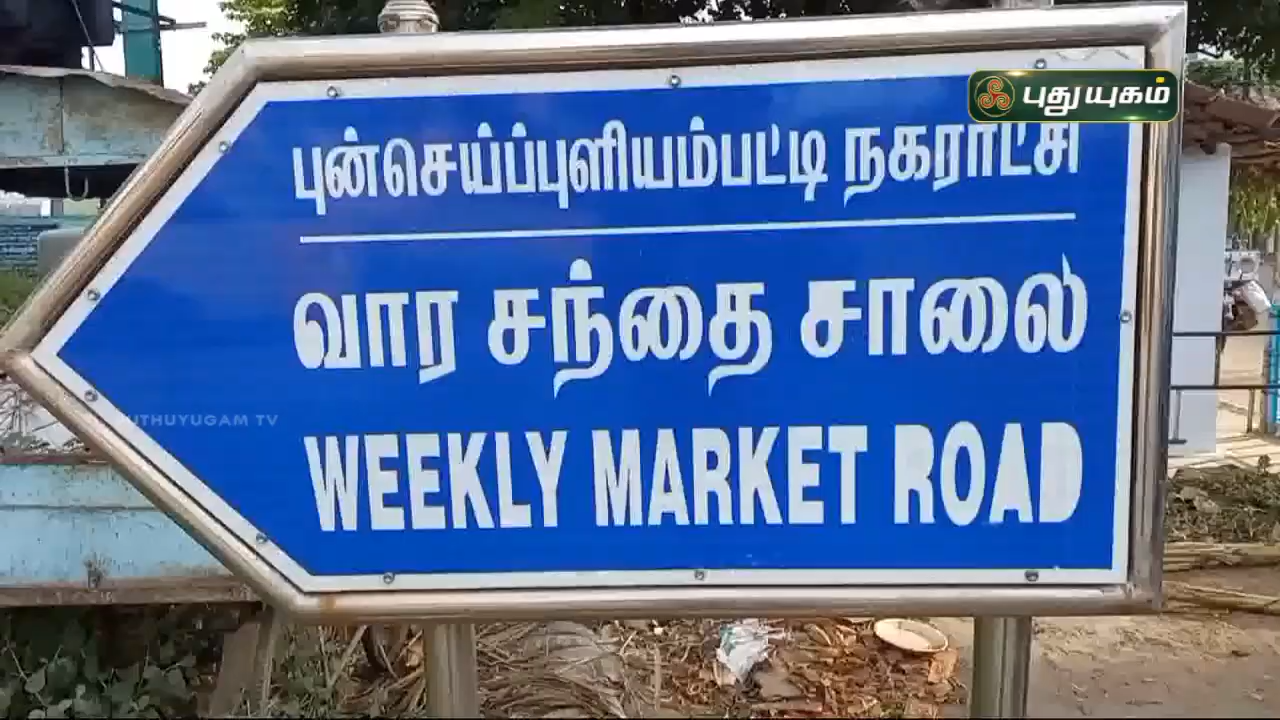 புதுயுகம்
புன்செய்ப்புளியம்பட்டி நகராட்சி
வார சந்தை சாலை
UTHUYUGAM TV
WEEKLY MARKET ROAD